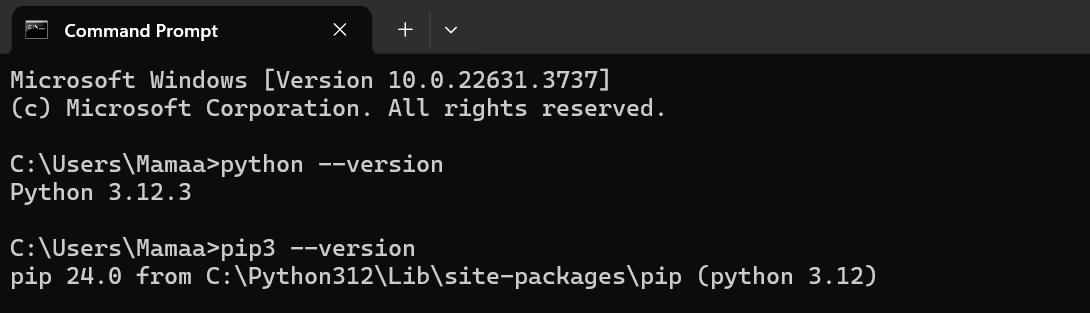 Command Prompt
Microsoft Windows [Version 10.0.22631.3737]
(c) Microsoft Corporation. All rights reserved.
C:\Users\Mamaa>python --version
Python 3.12.3
C:\Users\Mamaa>pip3 --version
pip 24.0 from C:\Python312\Lib\site-packages\pip (python 3.12)